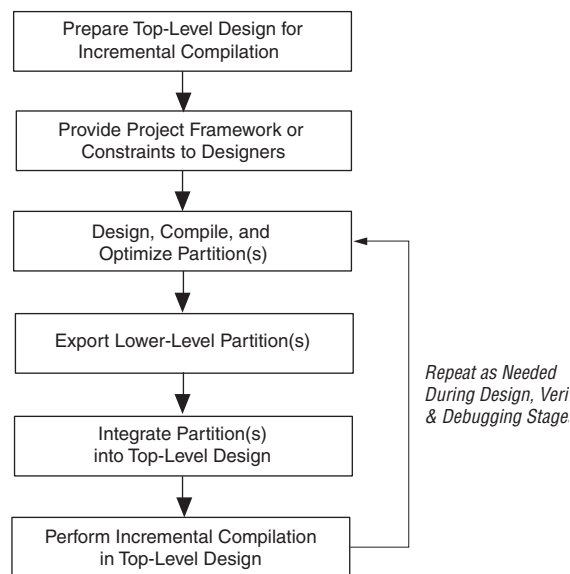 Prepare Top-Level Design for
Incremental Compilation
Provide Project Framework or
Constraints to Designers
Design, Compile, and
Optimize Partition(s)
Export Lower-Level Partition(s)
Repeat as Needed
During Design,
& Debugging
Integrate Partition(s)
into Top-Level Design
Perform Incremental Compilation
in Top-Level Design